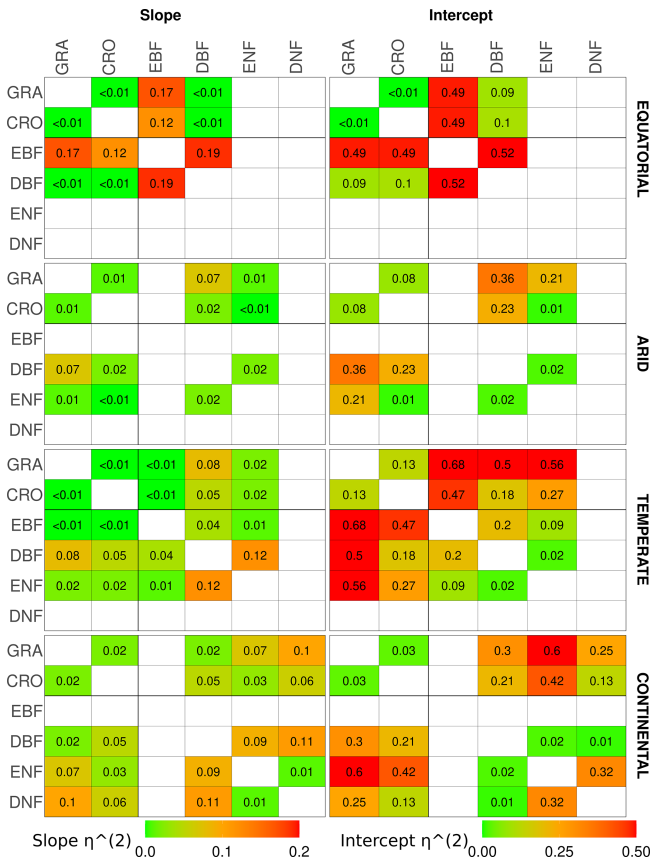 Slope Intercept
GRA CRO EBF DBF ENF DNF GRA CRO EBF DBF ENF DNF
GRA <0.01 0.17 <0.01 <0.01 0.49 0.09
CRO <0.01 0.12 <0.01 <0.01 0.49 0.1
EBF 0.17 0.12 0.19 0.49 0.49 0.52
DBF <0.01 <0.01 0.19 0.09 0.1 0.52
ENF
DNF
EQUATORIAL
GRA 0.01 0.07 0.01 0.08 0.36 0.21
CRO 0.01 0.02 <0.01 0.08 0.23 0.01
EBF
DBF 0.07 0.02 0.02 0.36 0.23 0.02
ENF 0.01 <0.01 0.02 0.21 0.01 0.02
DNF
ARID
GRA <0.01 <0.01 0.08 0.02 0.13 0.68 0.5 0.56
CRO <0.01 <0.01 0.05 0.02 0.13 0.47 0.18 0.27
EBF <0.01 <0.01 0.04 0.01 0.68 0.47 0.2 0.09
DBF 0.08 0.05 0.04 0.12 0.5 0.18 0.2 0.02
ENF 0.02 0.02 0.01 0.12 0.56 0.27 0.09 0.02
DNF
TEMPERATE
GRA 0.02 0.02 0.07 0.1 0.03 0.3 0.6 0.25
CRO 0.02 0.05 0.03 0.06 0.03 0.21 0.42 0.13
EBF
DBF 0.02 0.05 0.09 0.11 0.3 0.21 0.02 0.01
ENF 0.07 0.03 0.09 0.01 0.6 0.42 0.02 0.32
DNF 0.1 0.06 0.11 0.01 0.25 0.13 0.01 0.32
CONTINENTAL
Slope η^(2) 0.0 0.1 0.2 Intercept η^(2) 0.00 0.25 0.50